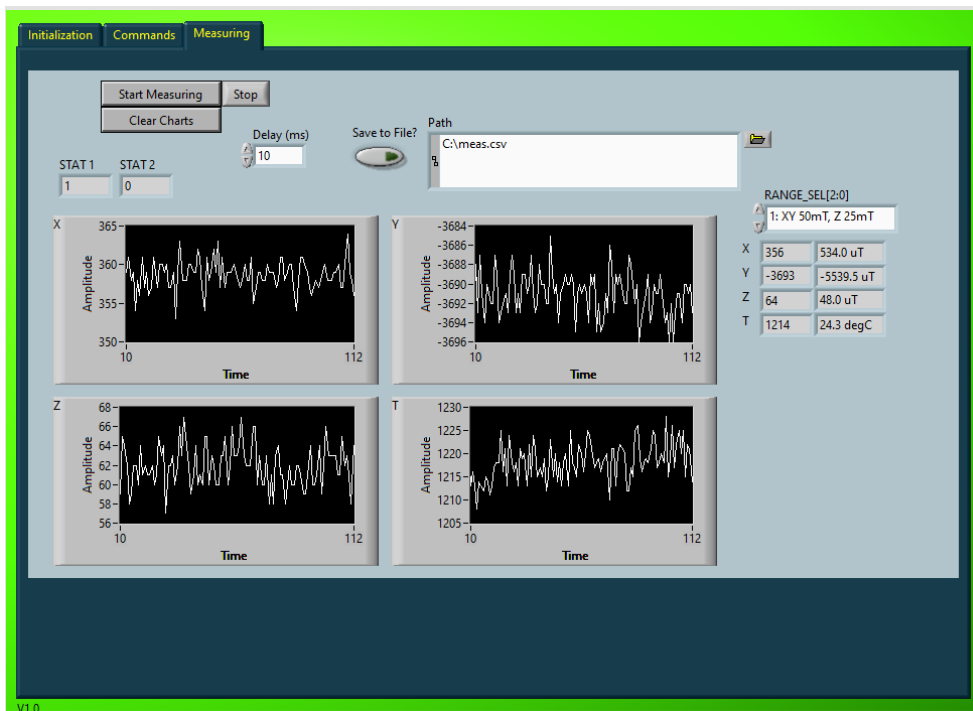 Initialization Commands Measuring
Start Measuring Stop
Clear Charts
Delay (ms)
10
Save to File?
Path
C:\meas.csv
STAT 1 STAT 2
1 0
RANGE_SEL[2:0]
1: XY 50mT, Z 25mT
X 356 534.0 uT
Y -3693 -5539.5 uT
Z 64 48.0 uT
T 1214 24.3 degC
X
Amplitude
365
360
355
350
10 112
Time
Y
Amplitude
-3684
-3686
-3688
-3690
-3692
-3694
-3696
10 112
Time
Z
Amplitude
68
66
64
62
60
58
56
10 112
Time
T
Amplitude
1230
1225
1220
1215
1210
1205
10 112
Time
V1.0